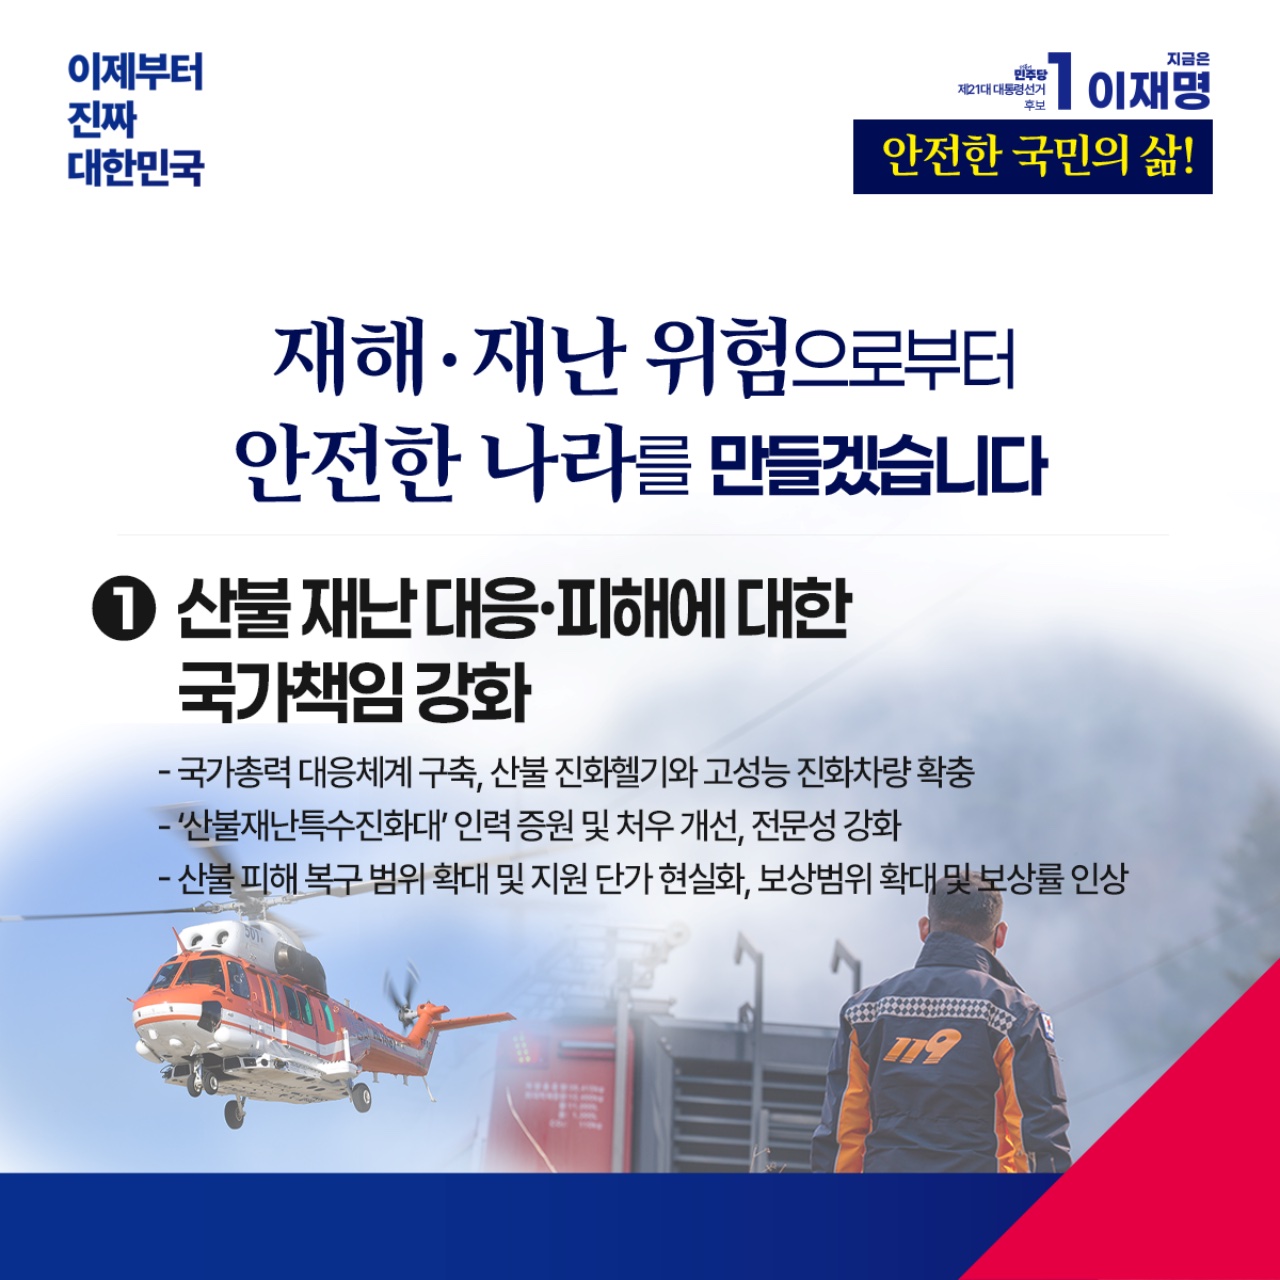 이제부터
진짜
대한민국
지금은
민주당
제21대 대통령선거
후보
1 이재명
안전한 국민의 삶!
재해·재난 위험으로부터
안전한 나라를 만들겠습니다
❶ 산불 재난 대응·피해에 대한
국가책임 강화
- 국가총력 대응체계 구축, 산불 진화헬기와 고성능 진화차량 확충
- ‘산불재난특수진화대’ 인력 증원 및 처우 개선, 전문성 강화
- 산불 피해 복구 범위 확대 및 지원 단가 현실화, 보상범위 확대 및 보상률 인상
119